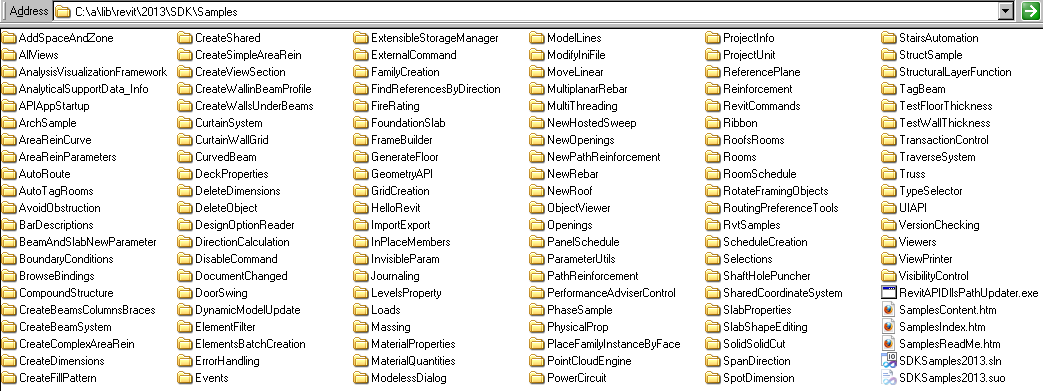 Address C:\a\lib\revit\2013\SDK\Samples
AddSpaceAndZone
AllViews
AnalysisVisualizationFramework
AnalyticalSupportData_Info
APIAppStartup
ArchSample
AreaReinCurve
AreaReinParameters
AutoRoute
AutoTagRooms
AvoidObstruction
BarDescriptions
BeamAndSlabNewParameter
BoundaryConditions
BrowseBindings
CompoundStructure
CreateBeamsColumnsBraces
CreateBeamSystem
CreateComplexAreaRein
CreateDimensions
CreateFillPattern
CreateShared
CreateSimpleAreaRein
CreateViewSection
CreateWallinBeamProfile
CreateWallsUnderBeams
CurtainSystem
CurtainWallGrid
CurvedBeam
DeckProperties
DeleteDimensions
DeleteObject
DesignOptionReader
DirectionCalculation
DisableCommand
DocumentChanged
DoorSwing
DynamicModelUpdate
ElementFilter
ElementsBatchCreation
ErrorHandling
Events
ExtensibleStorageManager
ExternalCommand
FamilyCreation
FindReferencesByDirection
FireRating
FoundationSlab
FrameBuilder
GenerateFloor
GeometryAPI
GridCreation
HelloRevit
ImportExport
InPlaceMembers
InvisibleParam
Journaling
LevelsProperty
Loads
Massing
MaterialProperties
MaterialQuantities
ModelessDialog
ModelLines
ModifyIniFile
MoveLinear
MultiplanarRebar
MultiThreading
NewHostedSweep
NewOpenings
NewPathReinforcement
NewRebar
NewRoof
ObjectViewer
Openings
PanelSchedule
ParameterUtils
PathReinforcement
PerformanceAdviserControl
PhaseSample
PhysicalProp
PlaceFamilyInstanceByFace
PointCloudEngine
PowerCircuit
ProjectInfo
ProjectUnit
ReferencePlane
Reinforcement
RevitCommands
Ribbon
RoofsRooms
Rooms
RoomSchedule
RotateFramingObjects
RoutingPreferenceTools
RvtSamples
ScheduleCreation
Selections
ShaftHolePuncher
SharedCoordinateSystem
SlabProperties
SlabShapeEditing
SolidSolidCut
SpanDirection
SpotDimension
StairsAutomation
StructSample
StructuralLayerFunction
TagBeam
TestFloorThickness
TestWallThickness
TransactionControl
TraverseSystem
Truss
TypeSelector
UIAPI
VersionChecking
Viewers
ViewPrinter
VisibilityControl
RevitAPIDllsPathUpdater.exe
SamplesContent.htm
SamplesIndex.htm
SamplesReadMe.htm
SDKSamples2013.sln
SDKSamples2013.suo